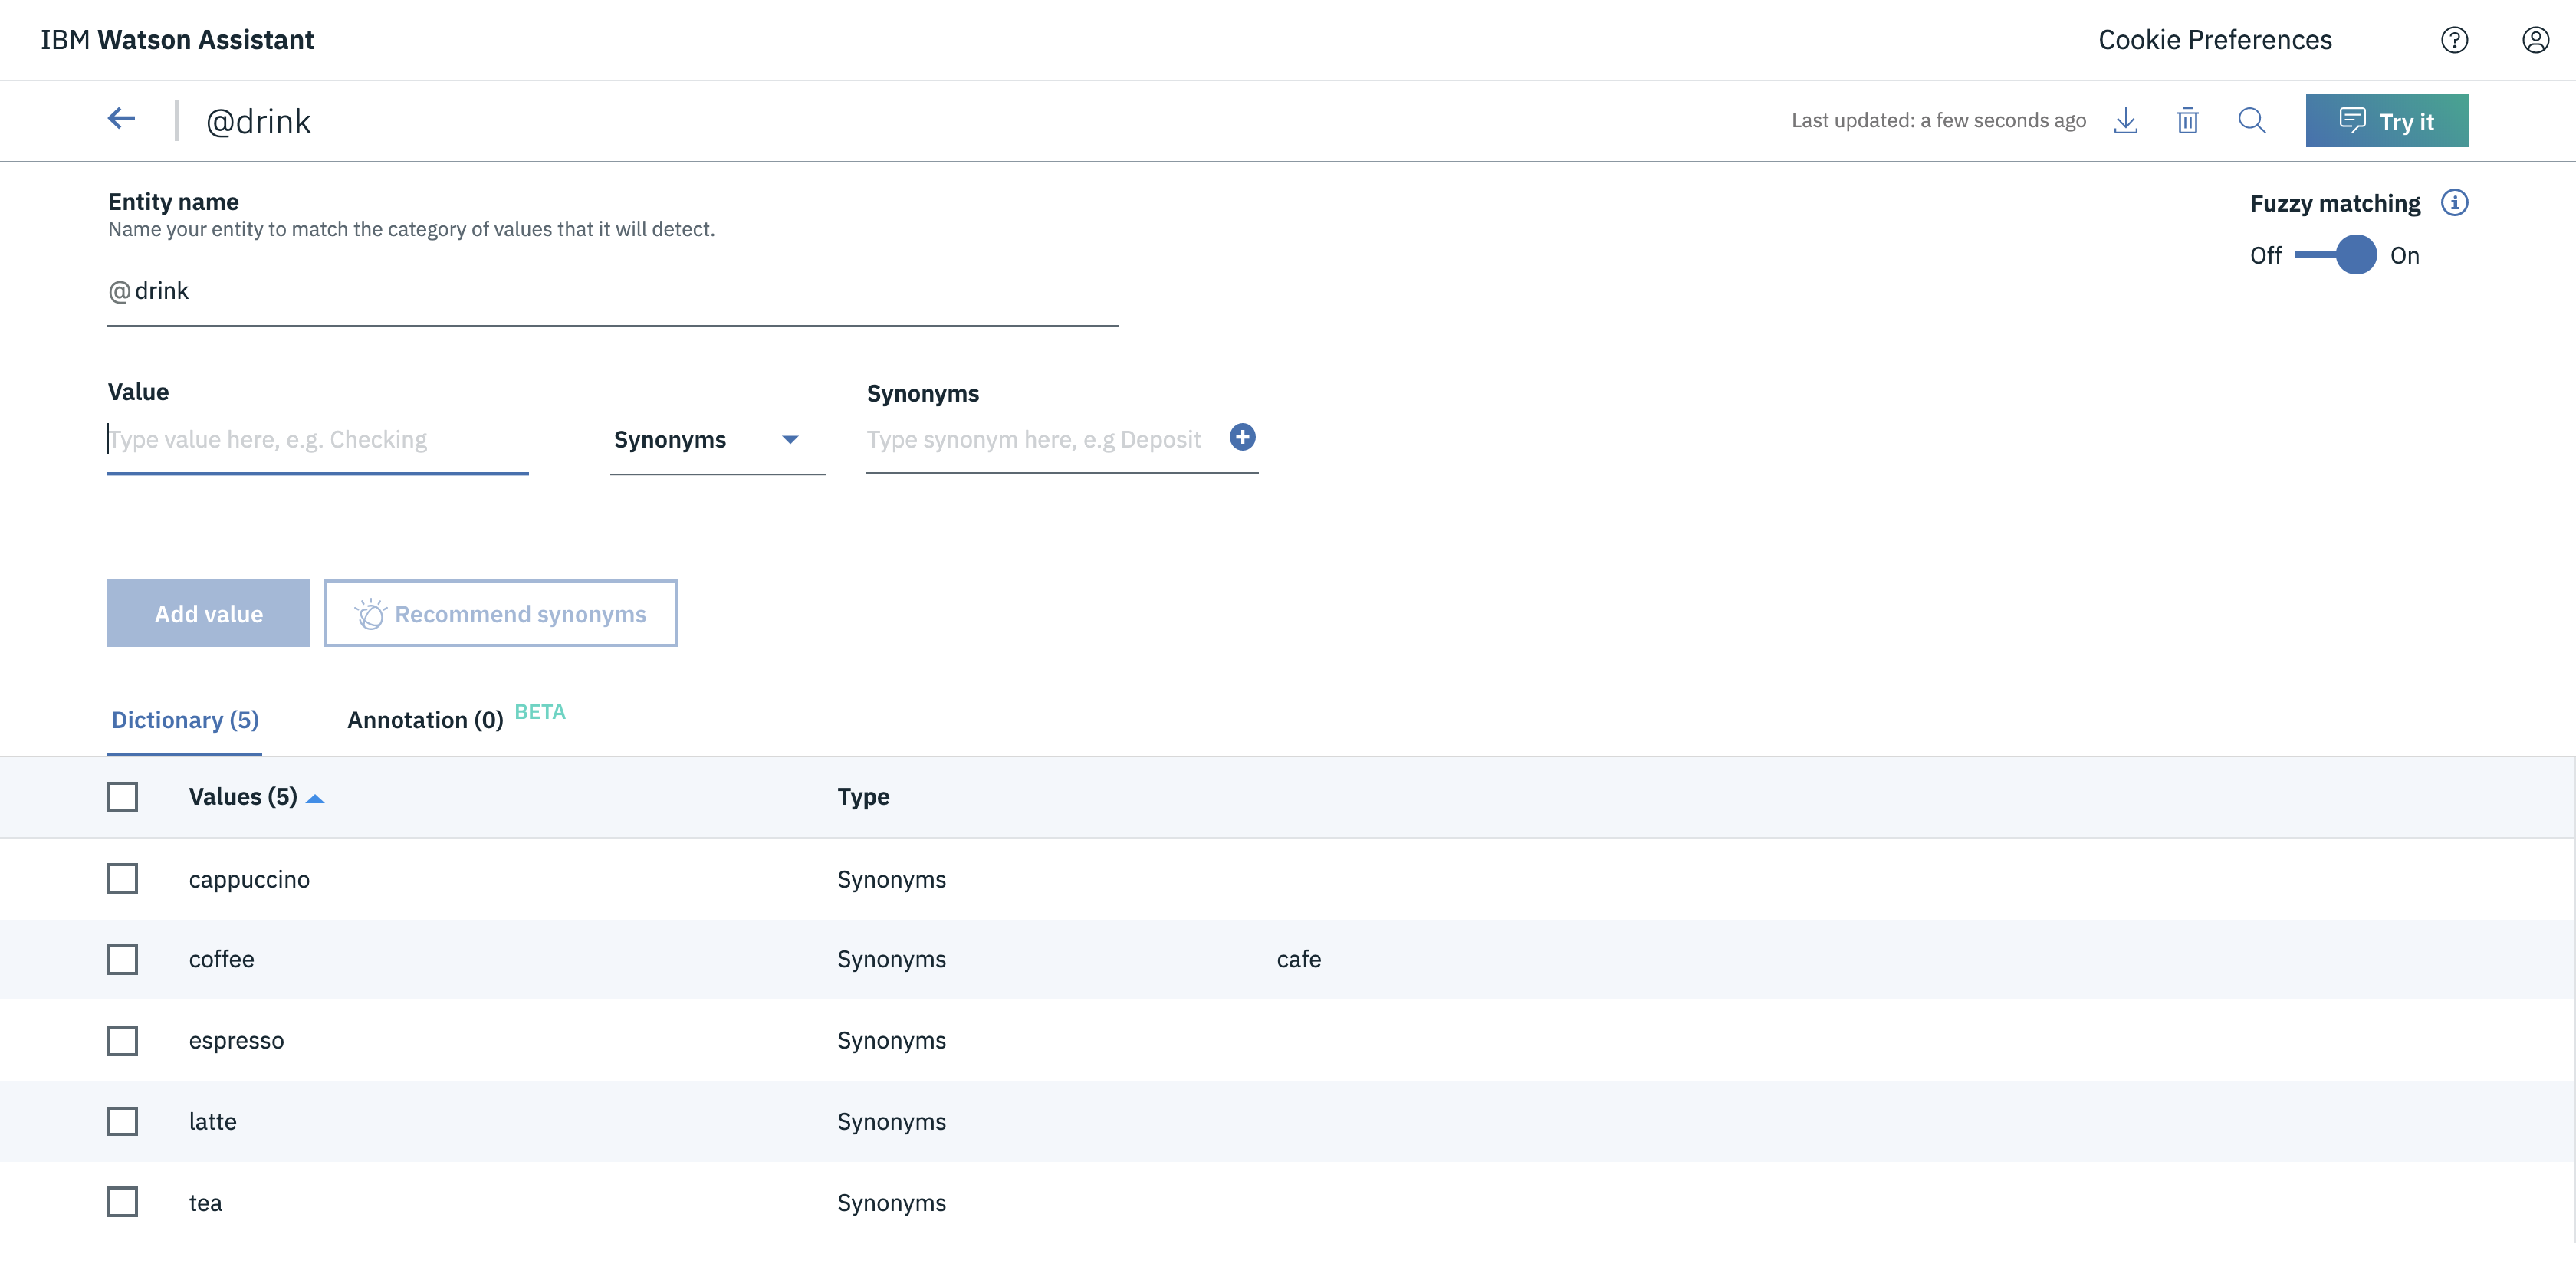 IBM Watson Assistant
Cookie Preferences
@drink
Last updated: a few seconds ago
Try it
Entity name
Name your entity to match the category of values that it will detect.
Fuzzy matching
Off On
@drink
Value
Synonyms
Type value here, e.g. Checking
Synonyms
Type synonym here, e.g Deposit
Add value
Recommend synonyms
Dictionary (5)
Annotation (0) BETA
Values (5) Type
cappuccino Synonyms
coffee Synonyms cafe
espresso Synonyms
latte Synonyms
tea Synonyms